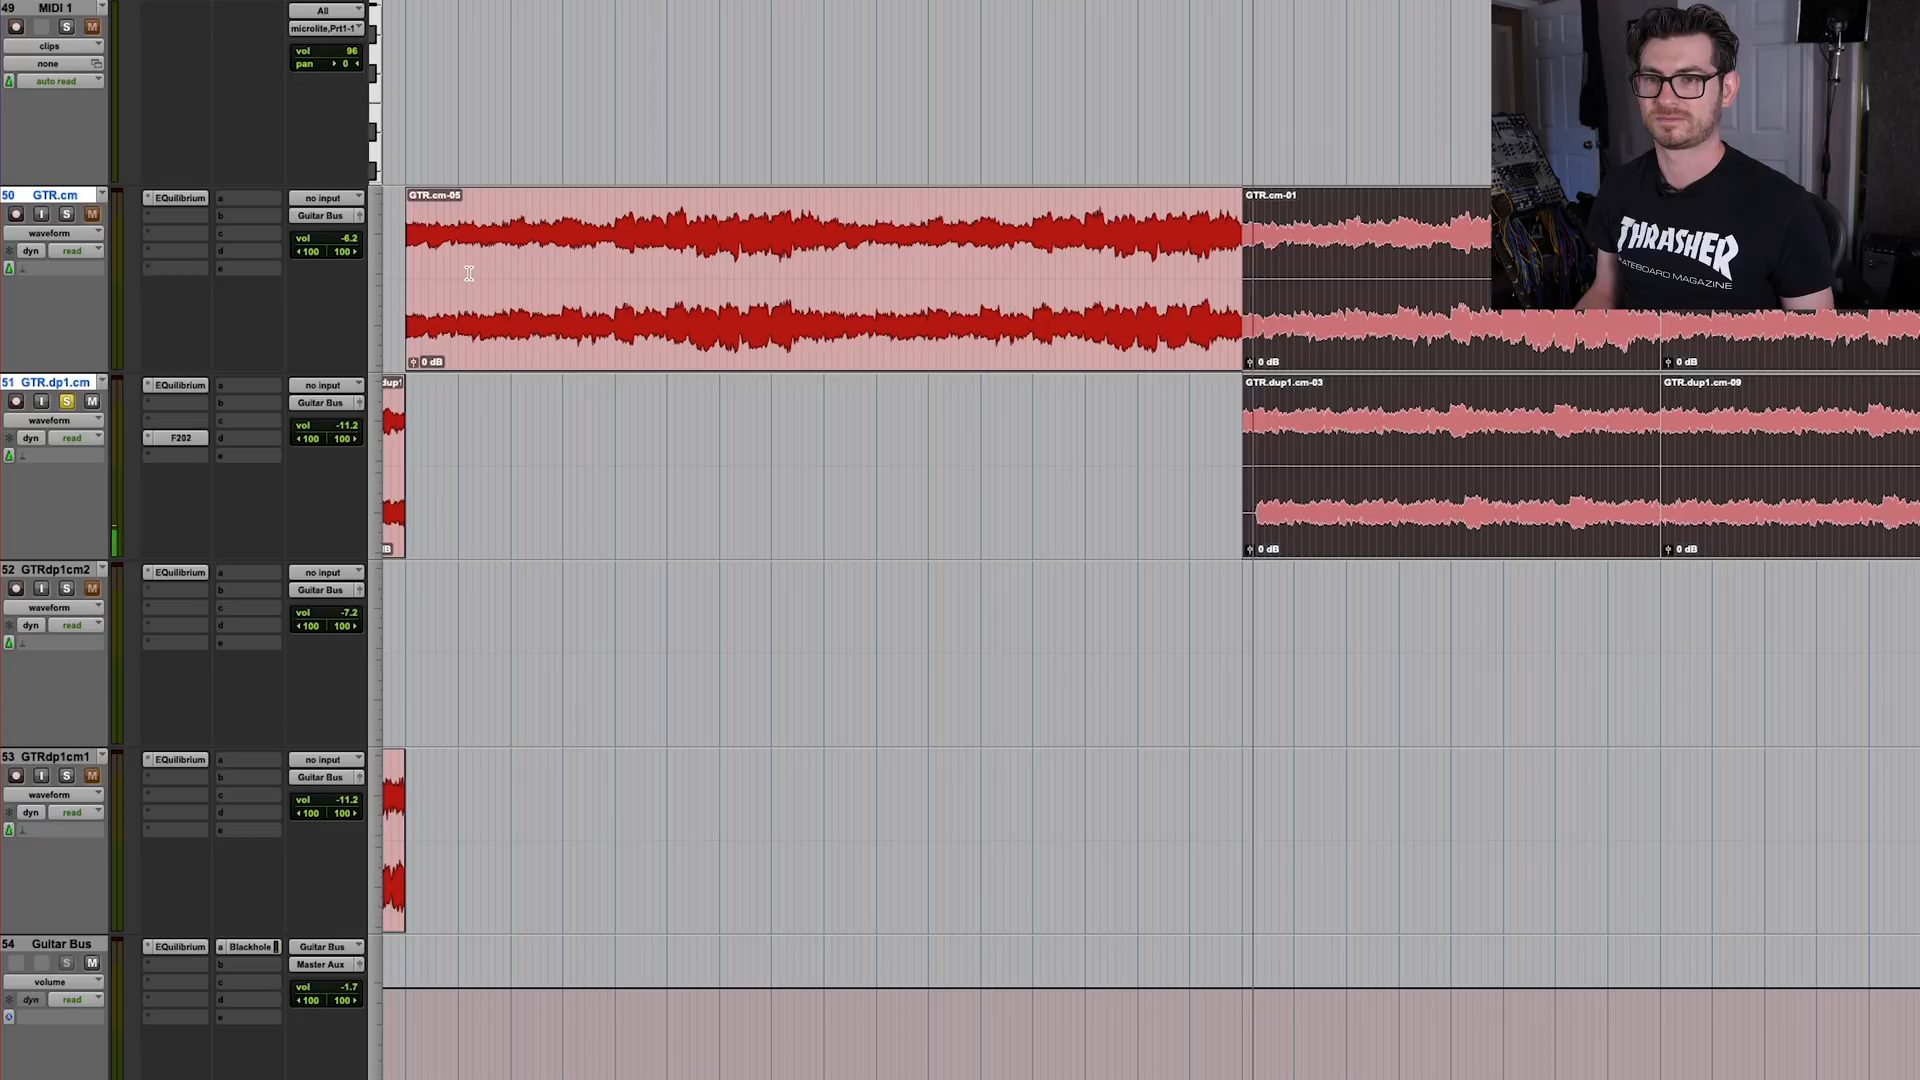 49 MIDI 1
S M
clips
none
auto read
All
microlite,Prt1-1
vol 96
pan 0
50 GTR.cm
I S M
waveform
dyn read
EQuilibrium
a
b
c
d
e
no input
Guitar Bus
vol -6.2
100 100
GTR.cm-05
0 dB
GTR.cm-01
0 dB
0 dB
THRASHER
SKATEBOARD MAGAZINE
51 GTR.dp1.cm
I S M
waveform
dyn read
EQuilibrium
F202
a
b
c
d
e
no input
Guitar Bus
vol -11.2
100 100
dup1
GTR.dup1.cm-03
0 dB
GTR.dup1.cm-09
0 dB
52 GTRdp1cm2
I S M
waveform
dyn read
EQuilibrium
a
b
c
d
e
no input
Guitar Bus
vol -7.2
100 100
53 GTRdp1cm1
I S M
waveform
dyn read
EQuilibrium
a
b
c
d
e
no input
Guitar Bus
vol -11.2
100 100
54 Guitar Bus
S M
volume
dyn read
EQuilibrium
a Blackhole
b
c
d
e
Guitar Bus
Master Aux
vol -1.7
100 100